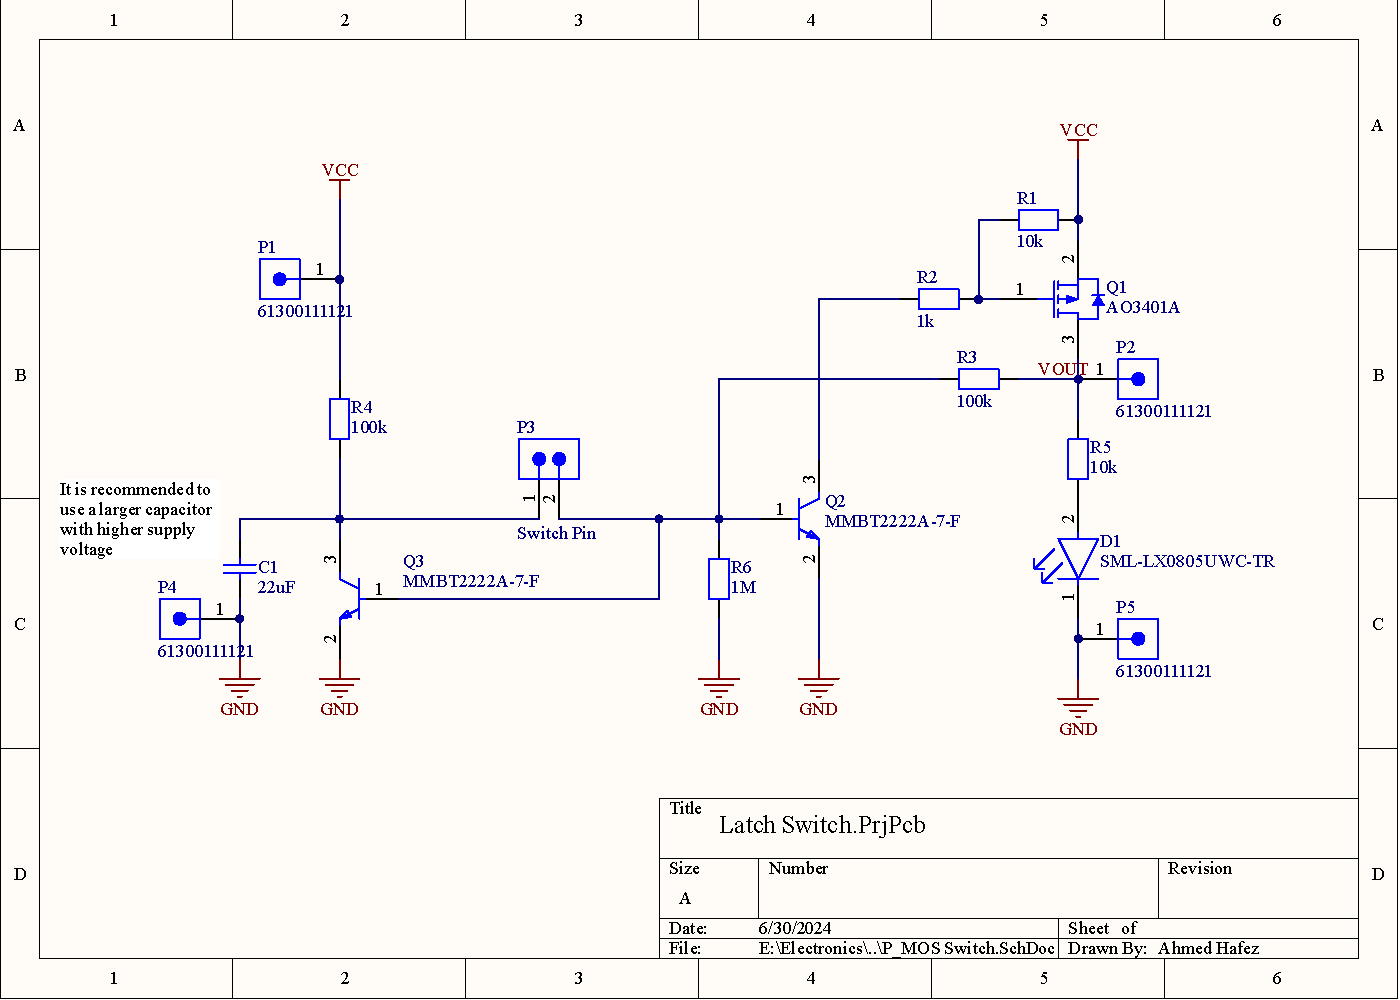 1 2 3 4 5 6
A A
VCC
VCC
R1
10k
2
P1
1
61300111121
R2
1k
1
Q1
AO3401A
3
B B
R3
100k
VOUT
1
P2
61300111121
R4
100k
P3
1 2
Switch Pin
R5
10k
It is recommended to
use a larger capacitor
with higher supply
voltage
3
1
Q2
MMBT2222A-7-F
2
2
D1
SML-LX0805UWC-TR
1
C1
22uF
3
Q3
MMBT2222A-7-F
1
2
R6
1M
P4
1
61300111121
P5
1
61300111121
C C
GND GND GND GND
GND
D D
Title
Latch Switch.PrjPcb
Size Number Revision
A
Date: 6/30/2024 Sheet of
File: E:\Electronics\..\P_MOS Switch.SchDoc Drawn By: Ahmed Hafez
1 2 3 4 5 6